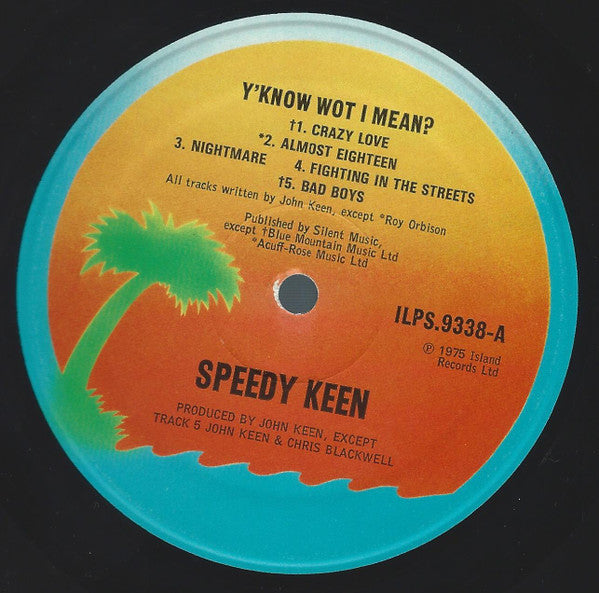 Y'KNOW WOT I MEAN?
†1. CRAZY LOVE
*2. ALMOST EIGHTEEN
3. NIGHTMARE
4. FIGHTING IN THE STREETS
†5. BAD BOYS
All tracks written by John Keen, except *Roy Orbison
Published by Silent Music,
except †Blue Mountain Music Ltd
*Acuff-Rose Music Ltd
ILPS.9338-A
℗ 1975 Island
Records Ltd
SPEEDY KEEN
PRODUCED BY JOHN KEEN, EXCEPT
TRACK 5 JOHN KEEN & CHRIS BLACKWELL